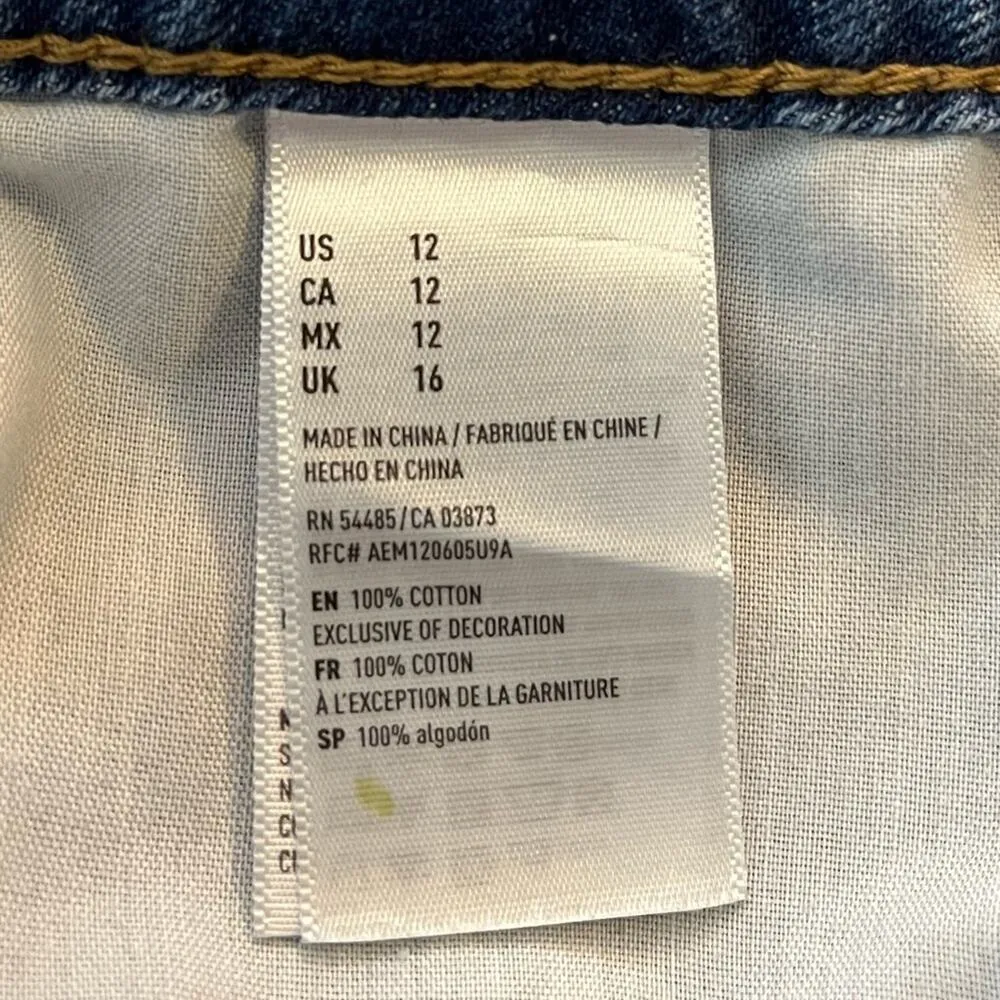 US 12
CA 12
MX 12
UK 16
MADE IN CHINA / FABRIQUÉ EN CHINE /
HECHO EN CHINA
RN 54485 / CA 03873
RFC# AEM120605U9A
EN 100% COTTON
EXCLUSIVE OF DECORATION
FR 100% COTON
À L'EXCEPTION DE LA GARNITURE
SP 100% algodón